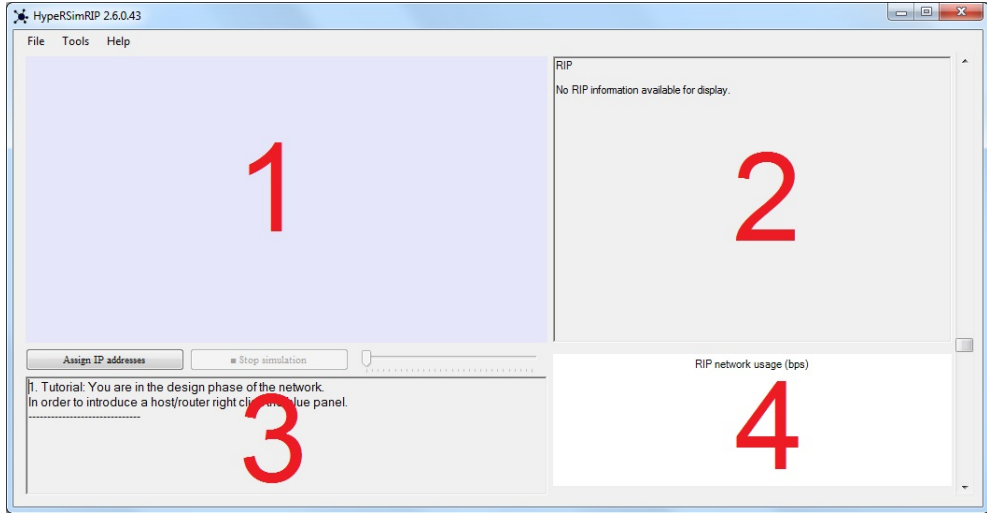 HypeRSimRIP 2.6.0.43
File Tools Help
1
RIP
No RIP information available for display.
2
Assign IP addresses
■ Stop simulation
1. Tutorial: You are in the design phase of the network.
In order to introduce a host/router right click the blue panel.
------------------------------
3
RIP network usage (bps)
4